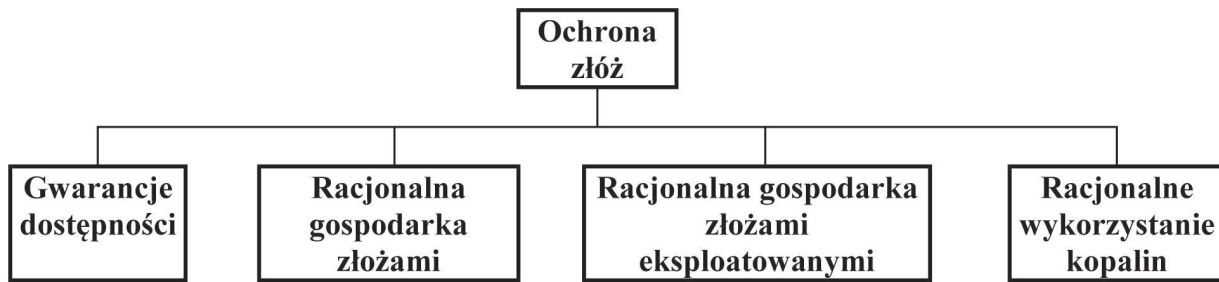 Ochrona
złóż
Gwarancje
dostępności
Racjonalna
gospodarka
złożami
Racjonalna gospodarka
złożami
eksploatowanymi
Racjonalne
wykorzystanie
kopalin